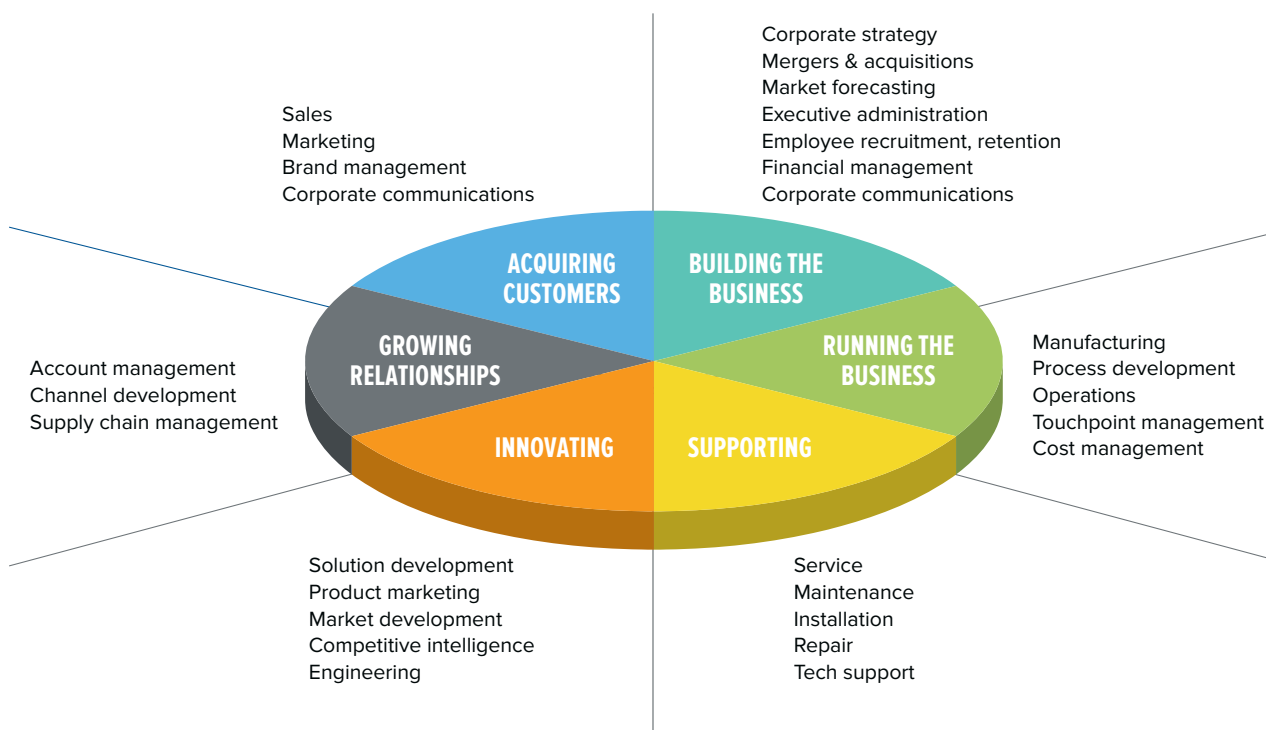 Corporate strategy
Mergers & acquisitions
Market forecasting
Executive administration
Employee recruitment, retention
Financial management
Corporate communications
Sales
Marketing
Brand management
Corporate communications
ACQUIRING
CUSTOMERS
BUILDING THE
BUSINESS
GROWING
RELATIONSHIPS
RUNNING THE
BUSINESS
INNOVATING
SUPPORTING
Account management
Channel development
Supply chain management
Manufacturing
Process development
Operations
Touchpoint management
Cost management
Solution development
Product marketing
Market development
Competitive intelligence
Engineering
Service
Maintenance
Installation
Repair
Tech support